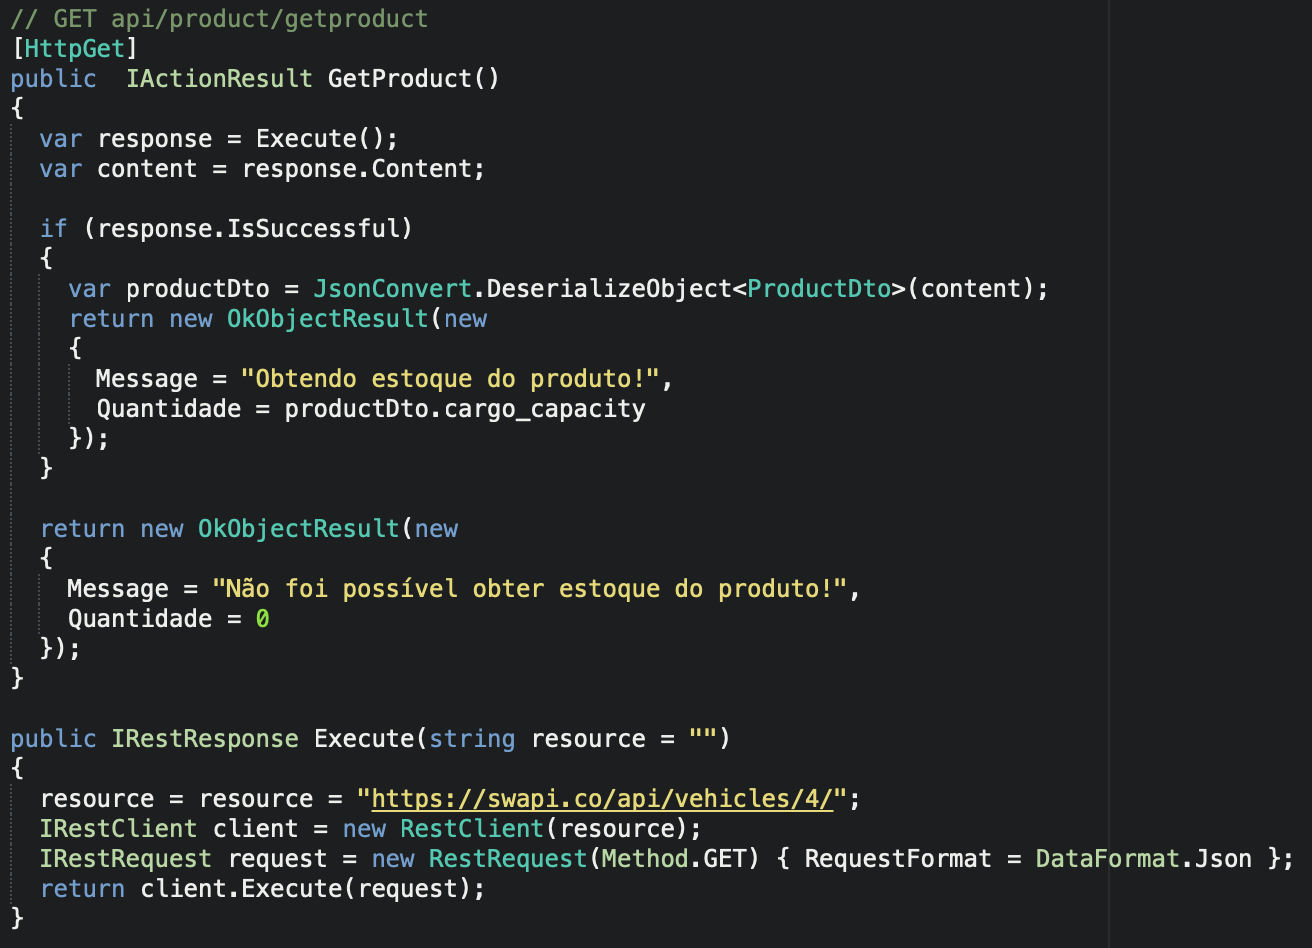 // GET api/product/getproduct
[HttpGet]
public  IActionResult GetProduct()
{
  var response = Execute();
  var content = response.Content;

  if (response.IsSuccessful)
  {
    var productDto = JsonConvert.DeserializeObject<ProductDto>(content);
    return new OkObjectResult(new
    {
      Message = "Obtendo estoque do produto!",
      Quantidade = productDto.cargo_capacity
    });
  }

  return new OkObjectResult(new
  {
    Message = "Não foi possível obter estoque do produto!",
    Quantidade = 0
  });
}

public IRestResponse Execute(string resource = "")
{
  resource = resource = "https://swapi.co/api/vehicles/4/";
  IRestClient client = new RestClient(resource);
  IRestRequest request = new RestRequest(Method.GET) { RequestFormat = DataFormat.Json };
  return client.Execute(request);
}